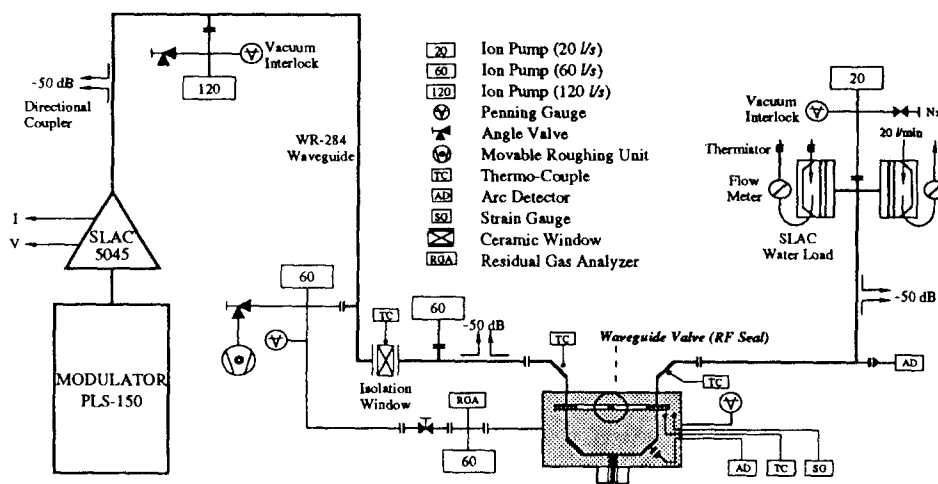 20 Ion Pump (20 l/s)
60 Ion Pump (60 l/s)
120 Ion Pump (120 l/s)
Penning Gauge
Angle Valve
Movable Roughing Unit
TC Thermo-Couple
AD Arc Detector
SG Strain Gauge
Ceramic Window
RGA Residual Gas Analyzer
~50 dB
Directional
Coupler
120
Vacuum
Interlock
WR-284
Waveguide
I
V
SLAC
5045
MODULATOR
PLS-150
60
TC
Isolation
Window
60
~50 dB
RGA
60
TC
Waveguide Valve (RF Seal)
TC
AD
TC
SG
20
Vacuum
Interlock
N₂
20 l/min
Thermiator
Flow
Meter
SLAC
Water Load
~50 dB
AD